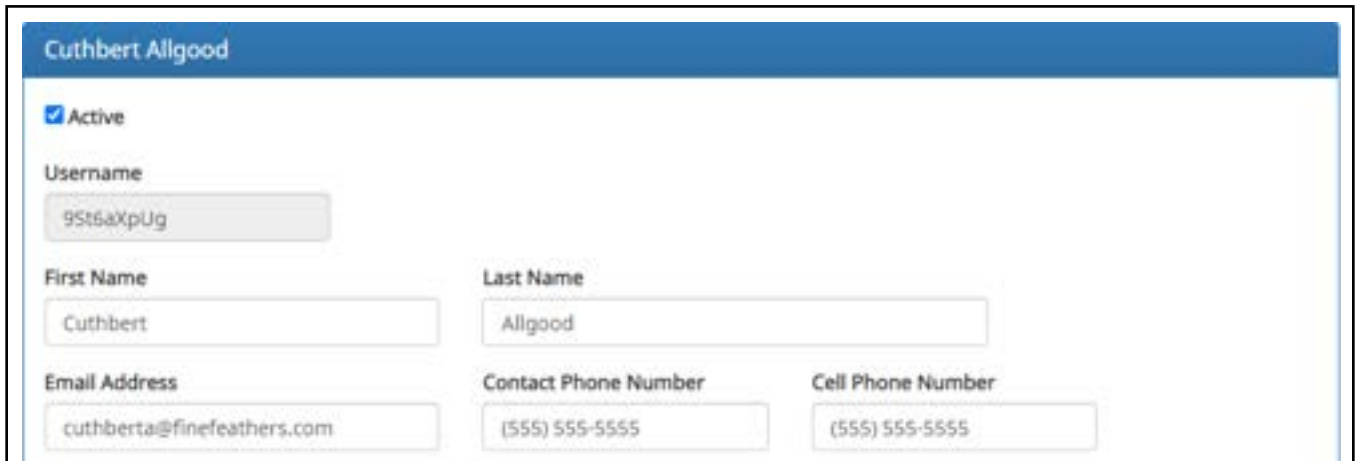 Cuthbert Allgood
Active
Username
9St6aXpUg
First Name Last Name
Cuthbert Allgood
Email Address Contact Phone Number Cell Phone Number
cuthberta@finefeathers.com (555) 555-5555 (555) 555-5555